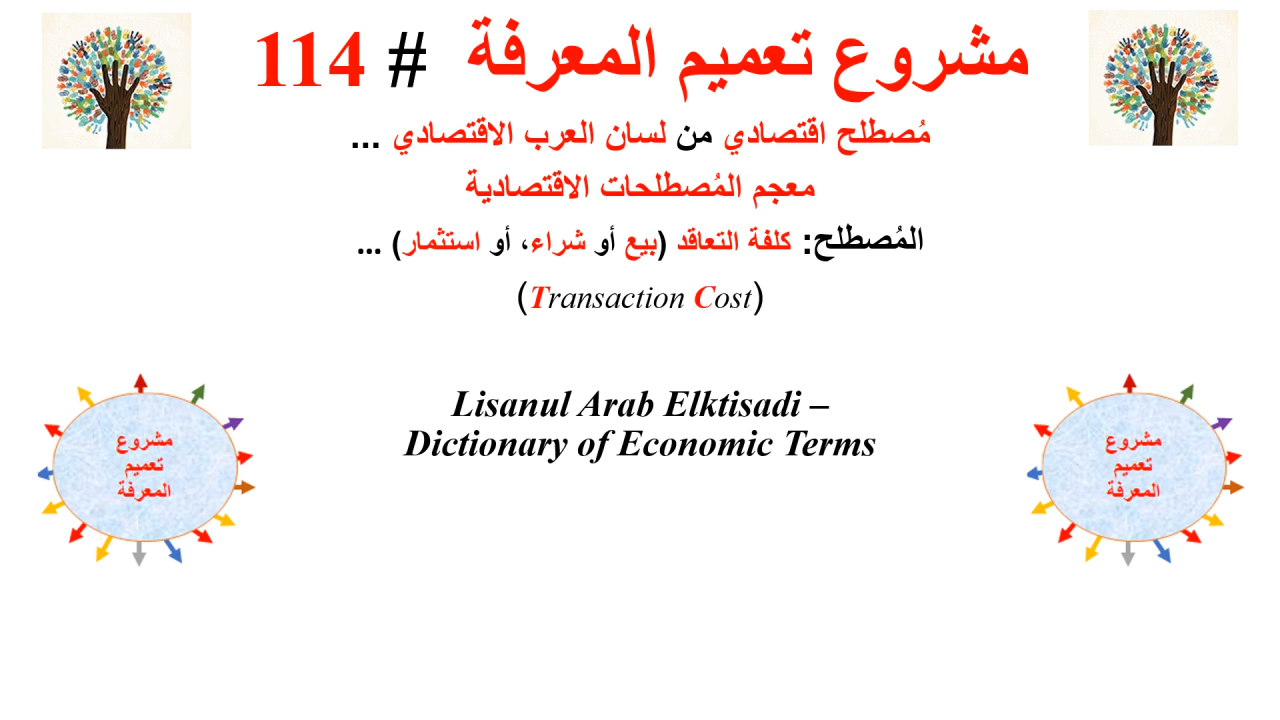 مشروع تعميم المعرفة # 114
مُصطلح اقتصادي من لسان العرب الاقتصادي ...
معجم المُصطلحات الاقتصادية
المُصطلح: كلفة التعاقد (بيع أو شراء، أو استثمار) ...
(Transaction Cost)
Lisanul Arab Elktisadi –
Dictionary of Economic Terms
مشروع
تعميم
المعرفة
مشروع
تعميم
المعرفة